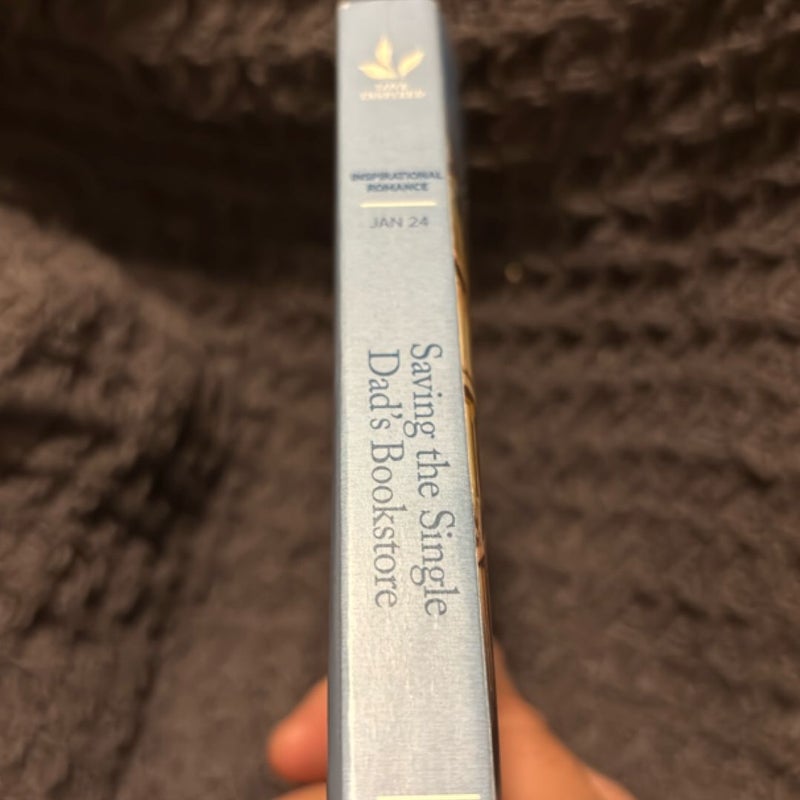 INSPIRATIONAL
ROMANCE
JAN 24
Saving the Single
Dad's Bookstore